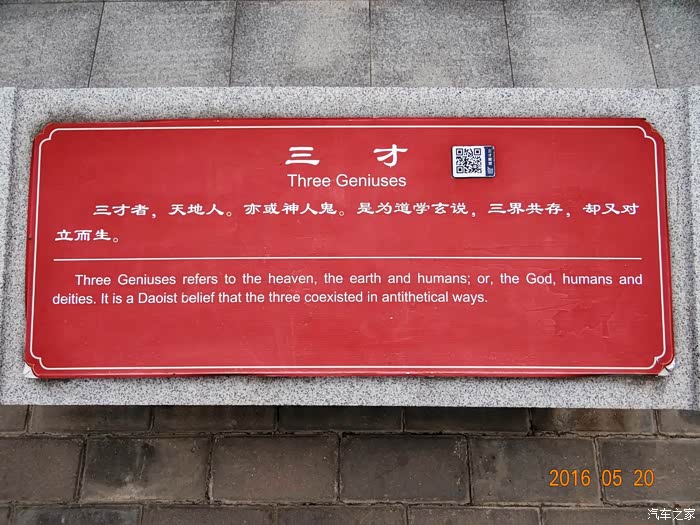 三才
Three Geniuses
三才者，天地人。亦或神人鬼。是为道学玄说，三界共存，却又对
立而生。
Three Geniuses refers to the heaven, the earth and humans; or, the God, humans and
deities. It is a Daoist belief that the three coexisted in antithetical ways.
2016 05 20
汽车之家